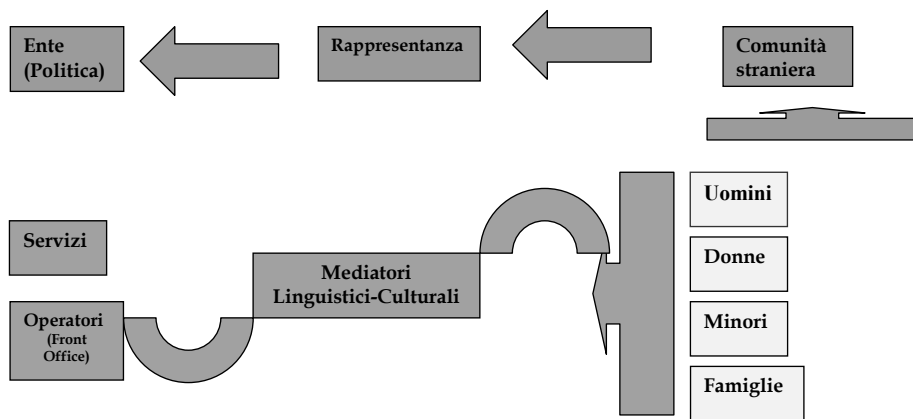 Ente
(Politica)
Rappresentanza
Comunità
straniera
Uomini
Servizi
Donne
Mediatori
Linguistici-Culturali
Operatori
(Front
Office)
Minori
Famiglie